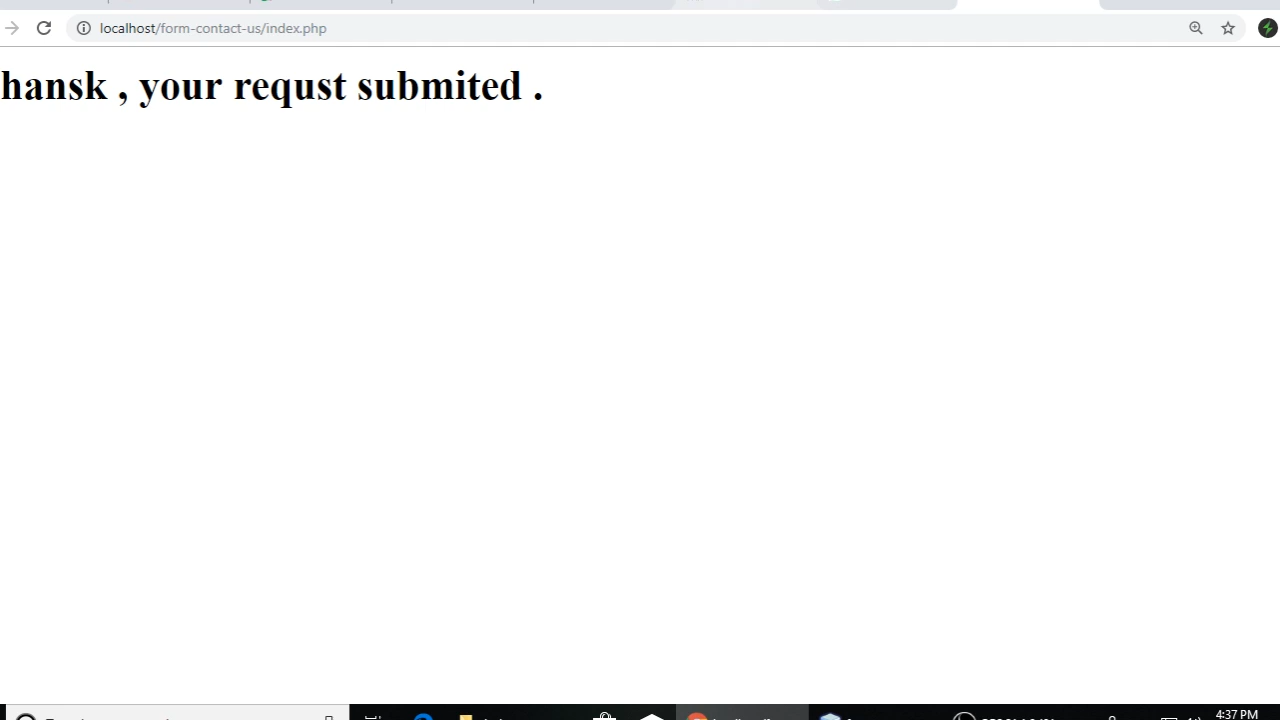 localhost/form-contact-us/index.php
hansk , your requst submited .
4:37 PM